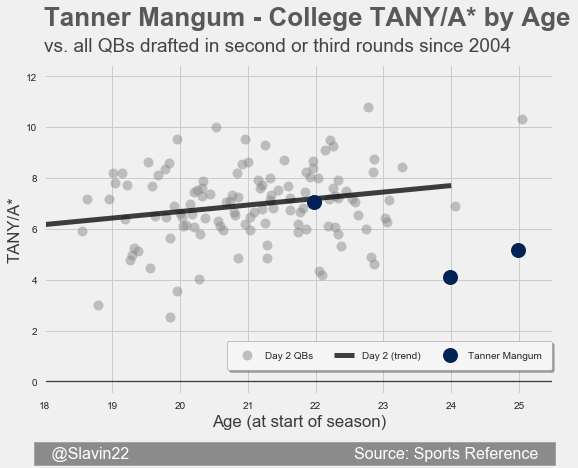 Tanner Mangum - College TANY/A* by Age
vs. all QBs drafted in second or third rounds since 2004
12
10
8
6
4
2
0
TANY/A*
Day 2 QBs
Day 2 (trend)
Tanner Mangum
18 19 20 21 22 23 24 25
Age (at start of season)
@Slavin22 Source: Sports Reference